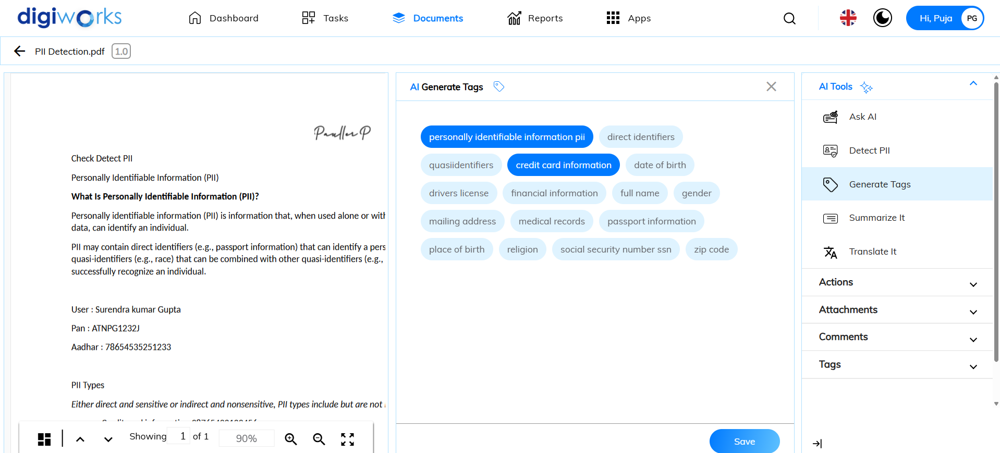 digiworks
Dashboard
Tasks
Documents
Reports
Apps
Hi, Puja
PG
PII Detection.pdf
1.0
Check Detect PII
Personally Identifiable Information (PII)
What Is Personally Identifiable Information (PII)?
Personally identifiable information (PII) is information that, when used alone or with
data, can identify an individual.
PII may contain direct identifiers (e.g., passport information) that can identify a pers
quasi-identifiers (e.g., race) that can be combined with other quasi-identifiers (e.g.,
successfully recognize an individual.
User : Surendra kumar Gupta
Pan : ATNPG1232J
Aadhar : 78654535251233
PII Types
Either direct and sensitive or indirect and nonsensitive, PII types include but are not
Showing 1 of 1
90%
AI Generate Tags
personally identifiable information pii
direct identifiers
quasiidentifiers
credit card information
date of birth
drivers license
financial information
full name
gender
mailing address
medical records
passport information
place of birth
religion
social security number ssn
zip code
Save
AI Tools
Ask AI
Detect PII
Generate Tags
Summarize It
Translate It
Actions
Attachments
Comments
Tags